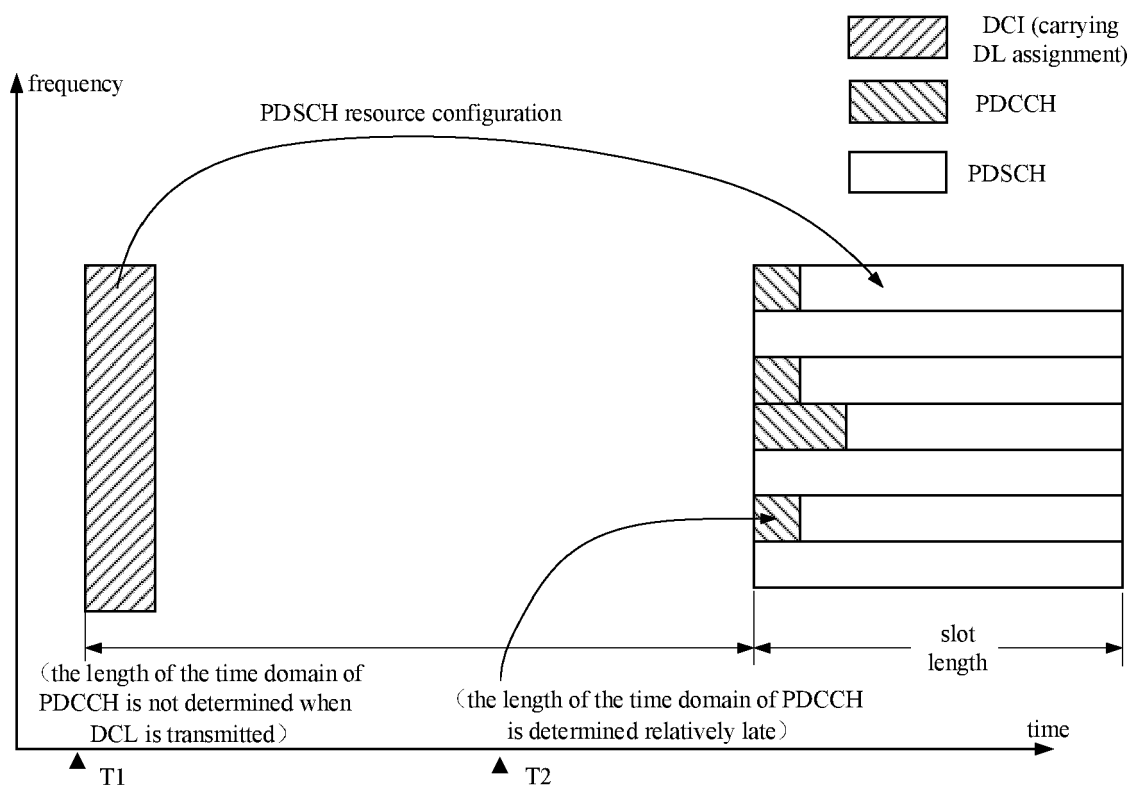 DCI (carrying
DL assignment)
frequency
PDSCH resource configuration
PDCCH
PDSCH
slot
length
（the length of the time domain of
PDCCH is not determined when
DCL is transmitted）
（the length of the time domain of PDCCH
is determined relatively late）
time
T1
T2